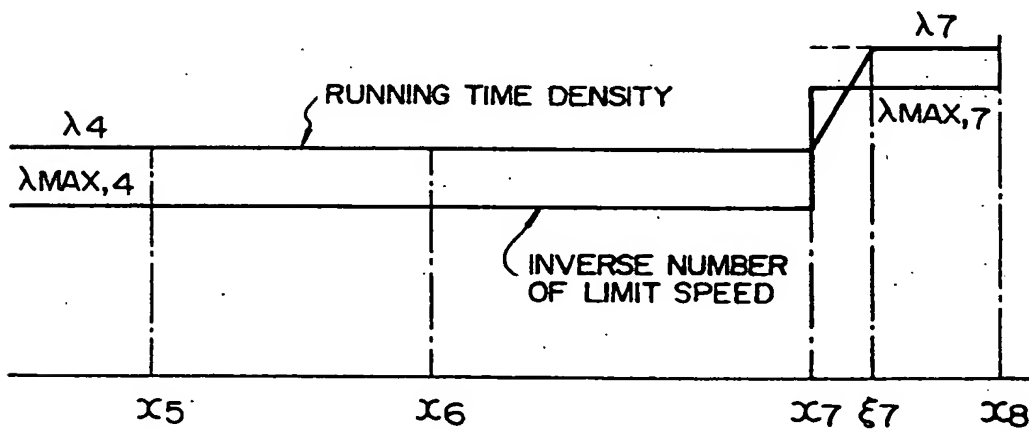 λ7
RUNNING TIME DENSITY
λ4
λMAX,7
λMAX,4
INVERSE NUMBER
OF LIMIT SPEED
x5 x6 x7 ξ7 x8